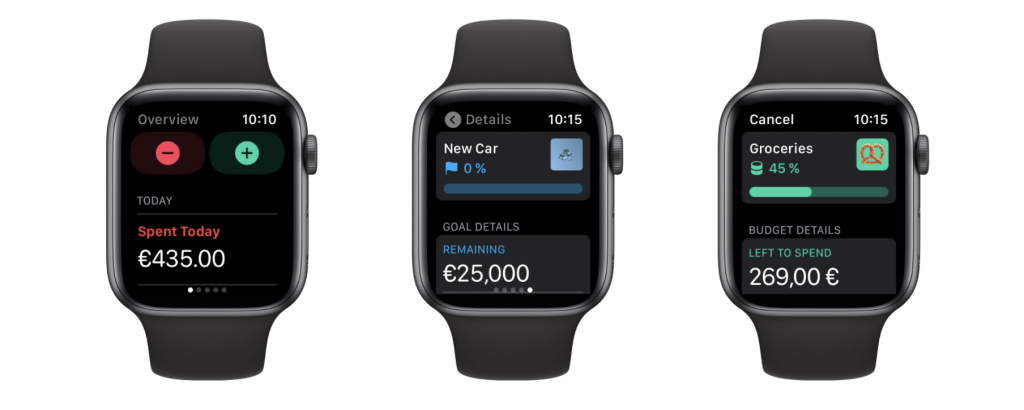 Overview 10:10
TODAY
Spent Today
€435.00
Details 10:15
New Car
0 %
GOAL DETAILS
REMAINING
€25,000
Cancel 10:15
Groceries
45 %
BUDGET DETAILS
LEFT TO SPEND
269,00 €